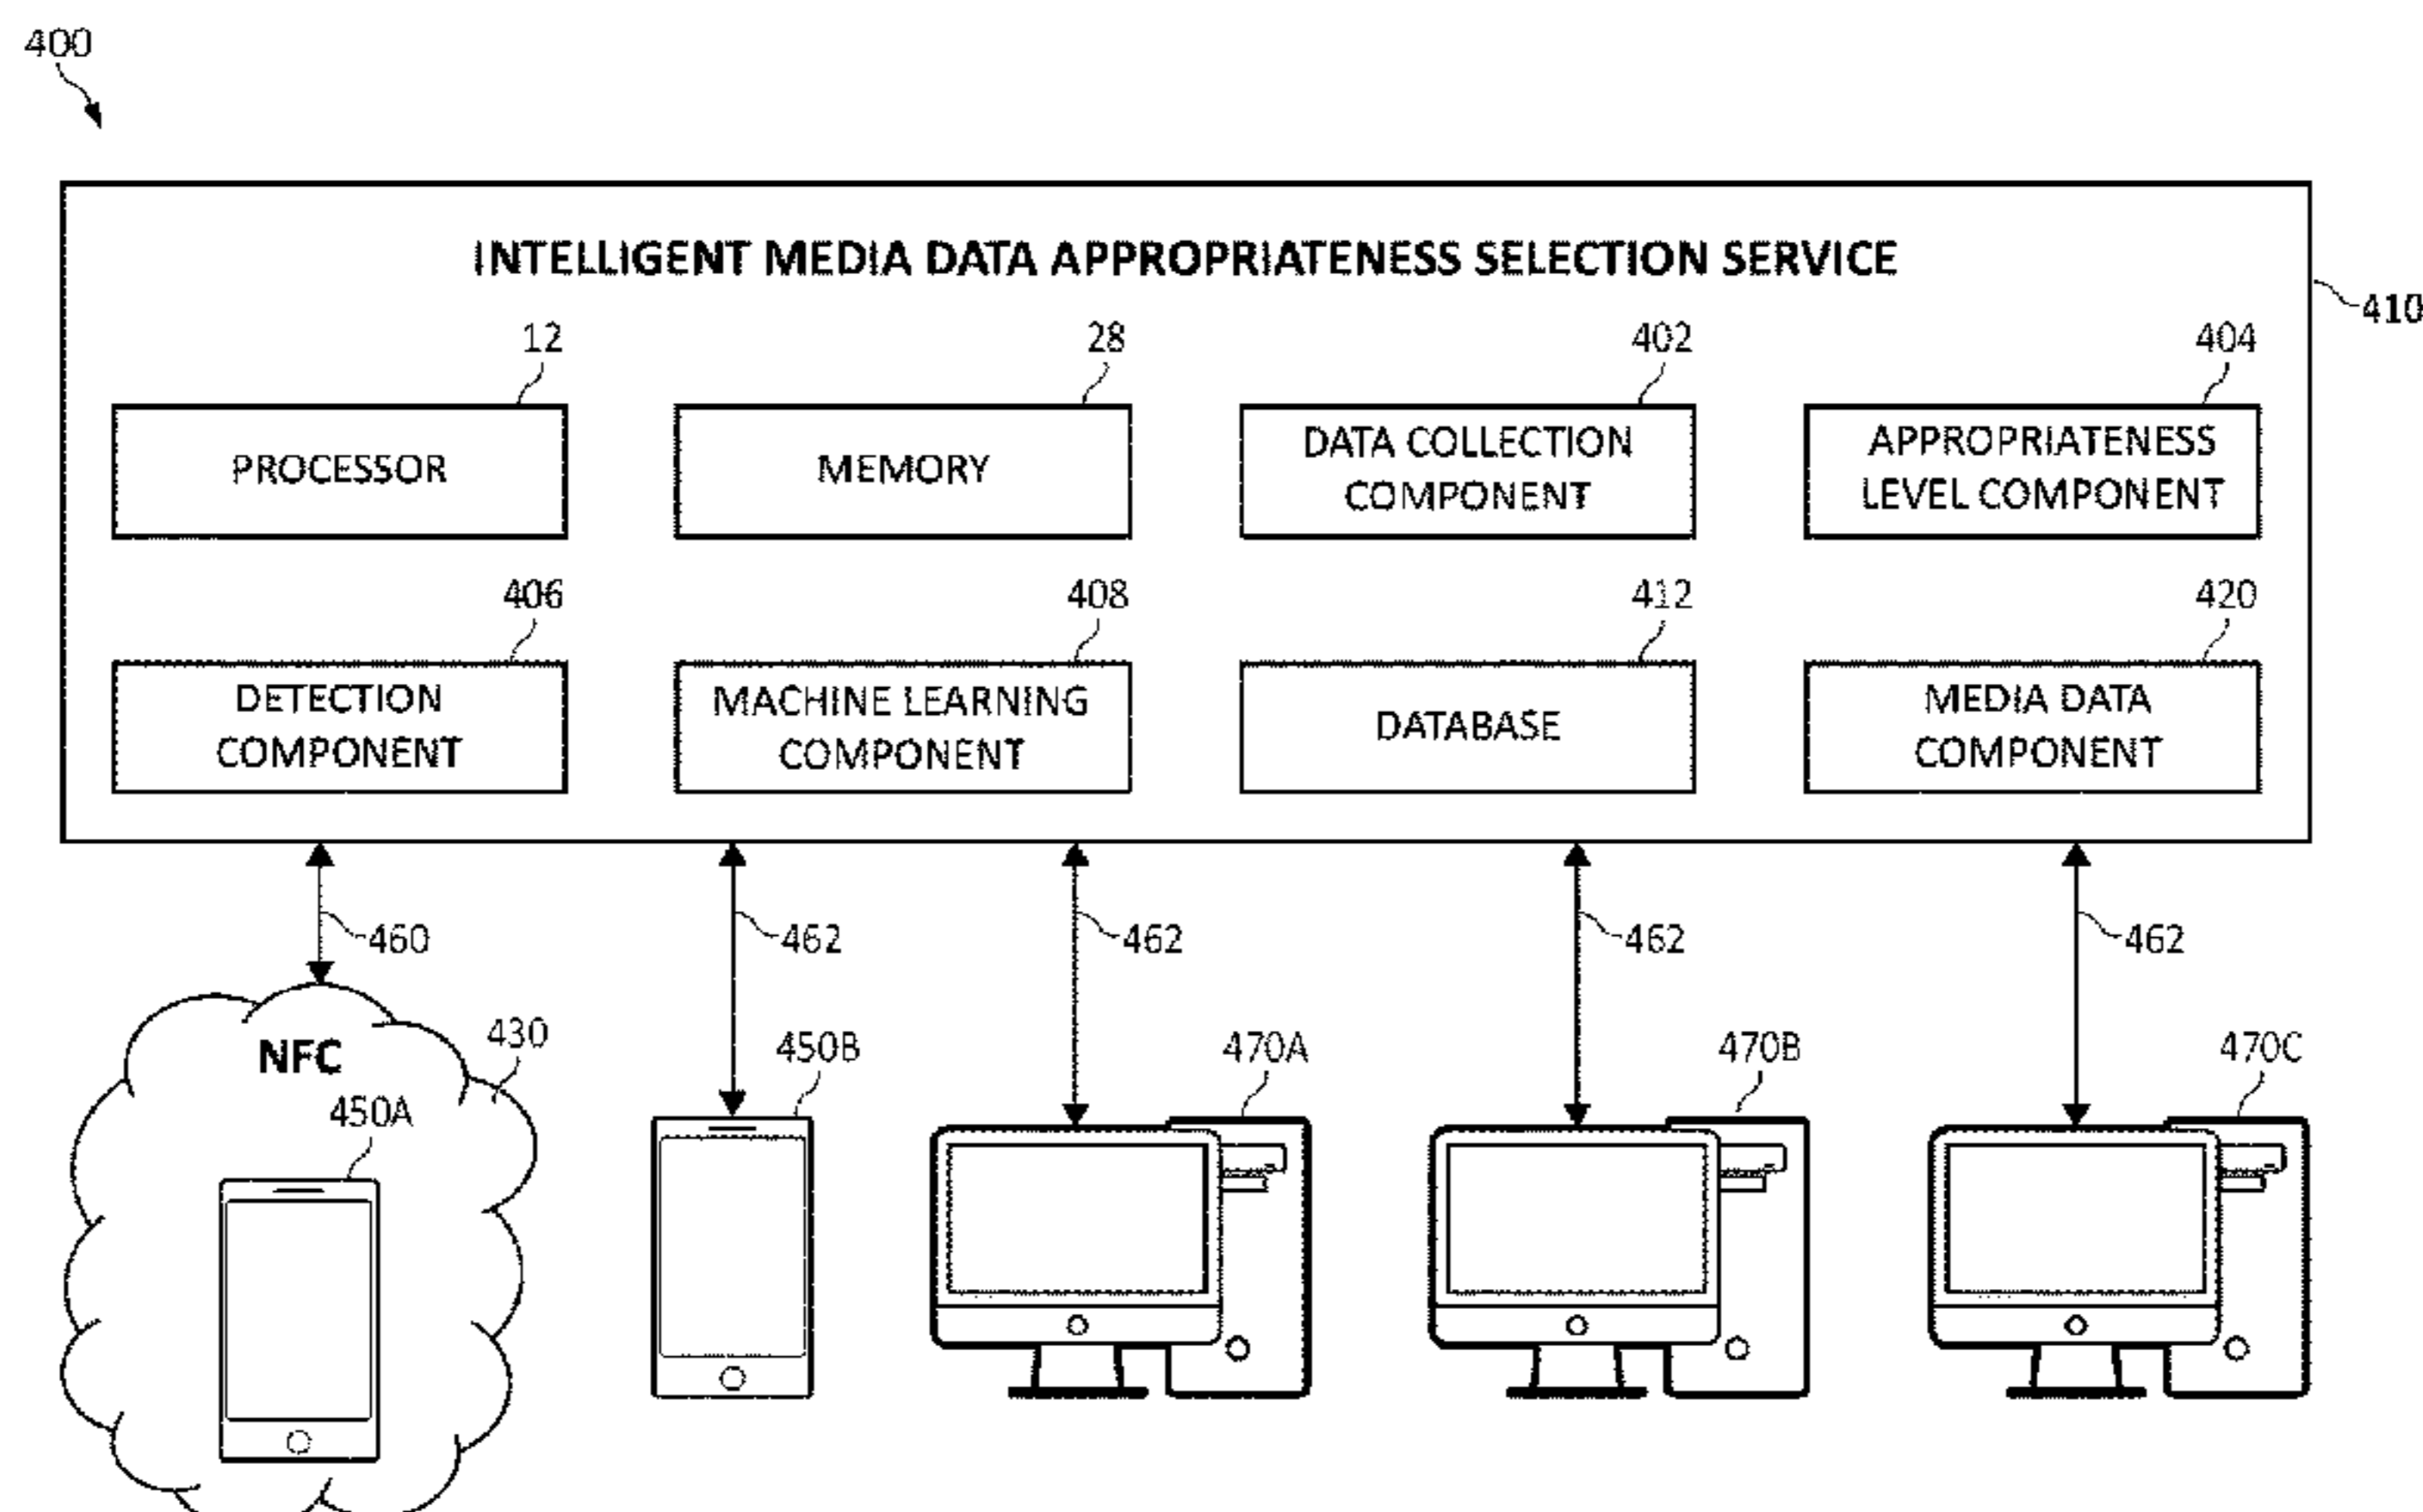 400
INTELLIGENT MEDIA DATA APPROPRIATENESS SELECTION SERVICE
410
12
28
402
404
PROCESSOR
MEMORY
DATA COLLECTION
COMPONENT
APPROPRIATENESS
LEVEL COMPONENT
406
408
412
420
DETECTION
COMPONENT
MACHINE LEARNING
COMPONENT
DATABASE
MEDIA DATA
COMPONENT
460
462
462
462
462
NFC
430
450A
450B
470A
470B
470C